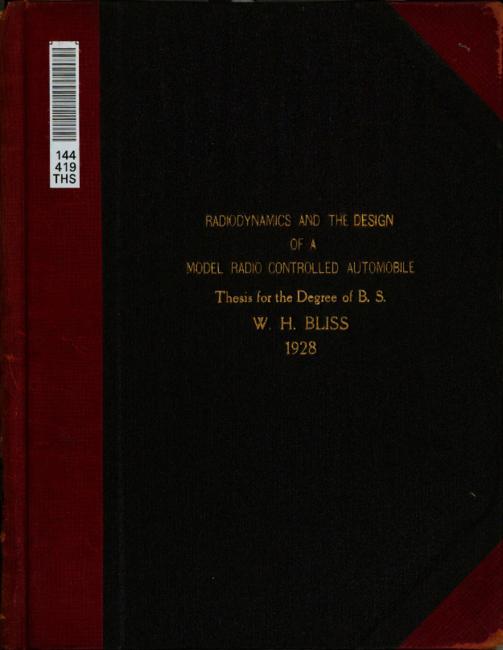 144
419
THS
RADIODYNAMICS AND THE DESIGN
OF A
MODEL RADIO CONTROLLED AUTOMOBILE
Thesis for the Degree of B. S.
W. H. BLISS
1928